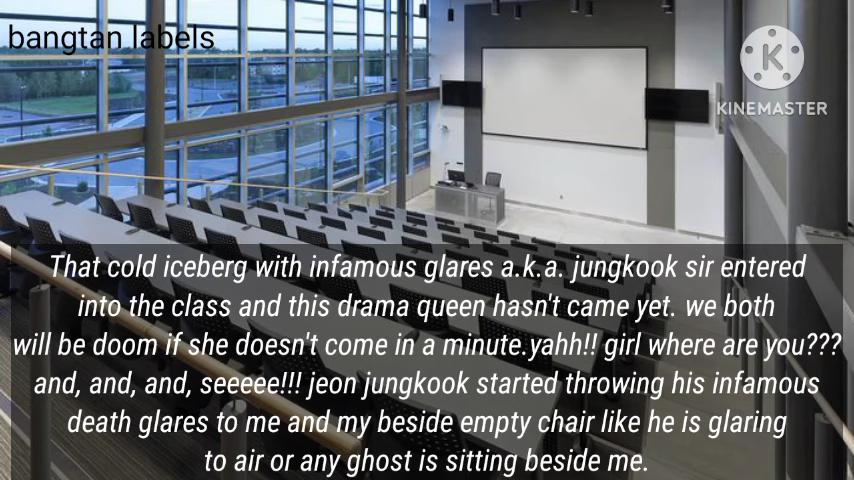 bangtan labels
KINEMASTER
That cold iceberg with infamous glares a.k.a. jungkook sir entered
into the class and this drama queen hasn't came yet. we both
will be doom if she doesn't come in a minute.yahh!! girl where are you???
and, and, and, seeeee!!! jeon jungkook started throwing his infamous
death glares to me and my beside empty chair like he is glaring
to air or any ghost is sitting beside me.